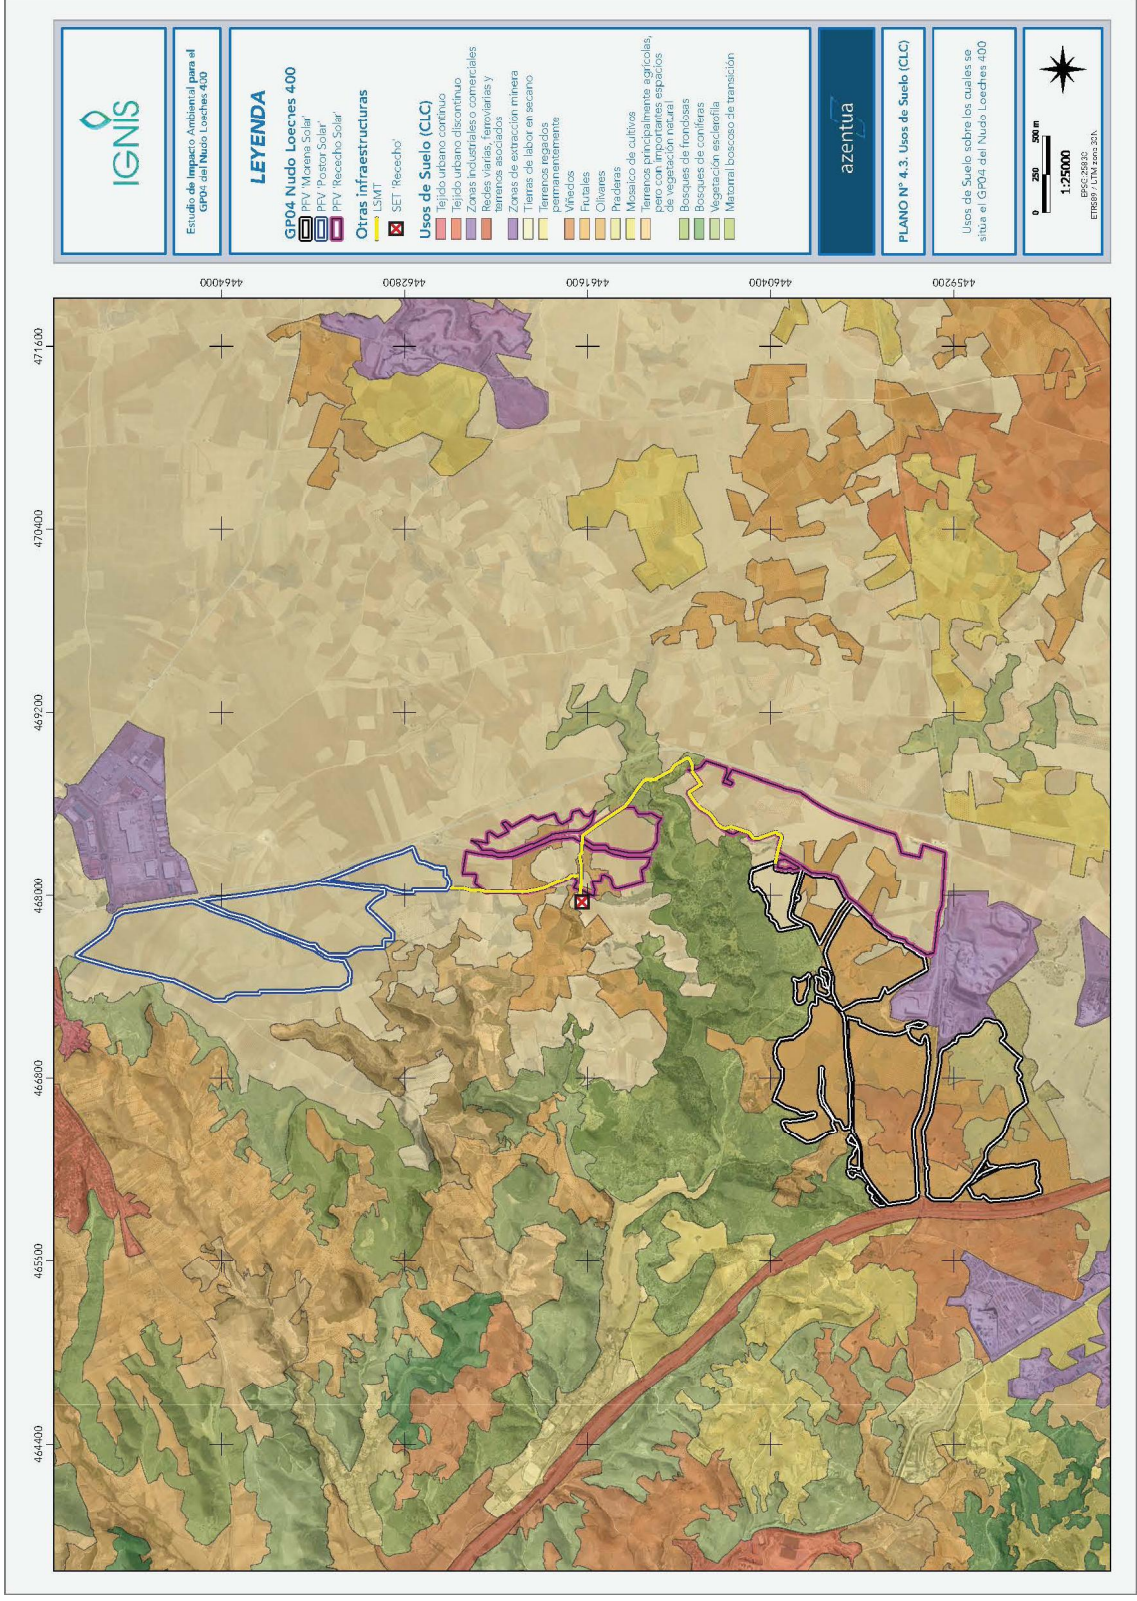 IGNIS
Estudio de Impacto Ambiental para el
GP04 del Nudo Loeches 400
LEYENDA
GP04 Nudo Loeches 400
PFV 'Morena Solar'
PFV 'Postor Solar'
PFV 'Rececho Solar'
Otras infraestructuras
LSMT
SET 'Rececho'
Usos de Suelo (CLC)
Tejido urbano continuo
Tejido urbano discontinuo
Zonas industriales o comerciales
Redes viarias, ferroviarias y
terrenos asociados
Zonas de extracción minera
Tierras de labor en secano
Terrenos regados
permanentemente
Viñedos
Frutales
Olivares
Praderas
Mosaico de cultivos
Terrenos principalmente agrícolas,
pero con importantes espacios
de vegetación natural
Bosques de frondosas
Bosques de coníferas
Vegetación esclerófila
Matorral boscoso de transición
azentua
PLANO Nº 4.3. Usos de Suelo (CLC)
Usos de Suelo sobre los cuales se
sitúa el GP04 del Nudo Loeches 400
0 250 500 m
1:25000
EPSG:25830
ETRS89 / UTM zone 30N
4464000
4462800
4461600
4460400
4459200
464400
465600
466800
468000
469200
470400
471600